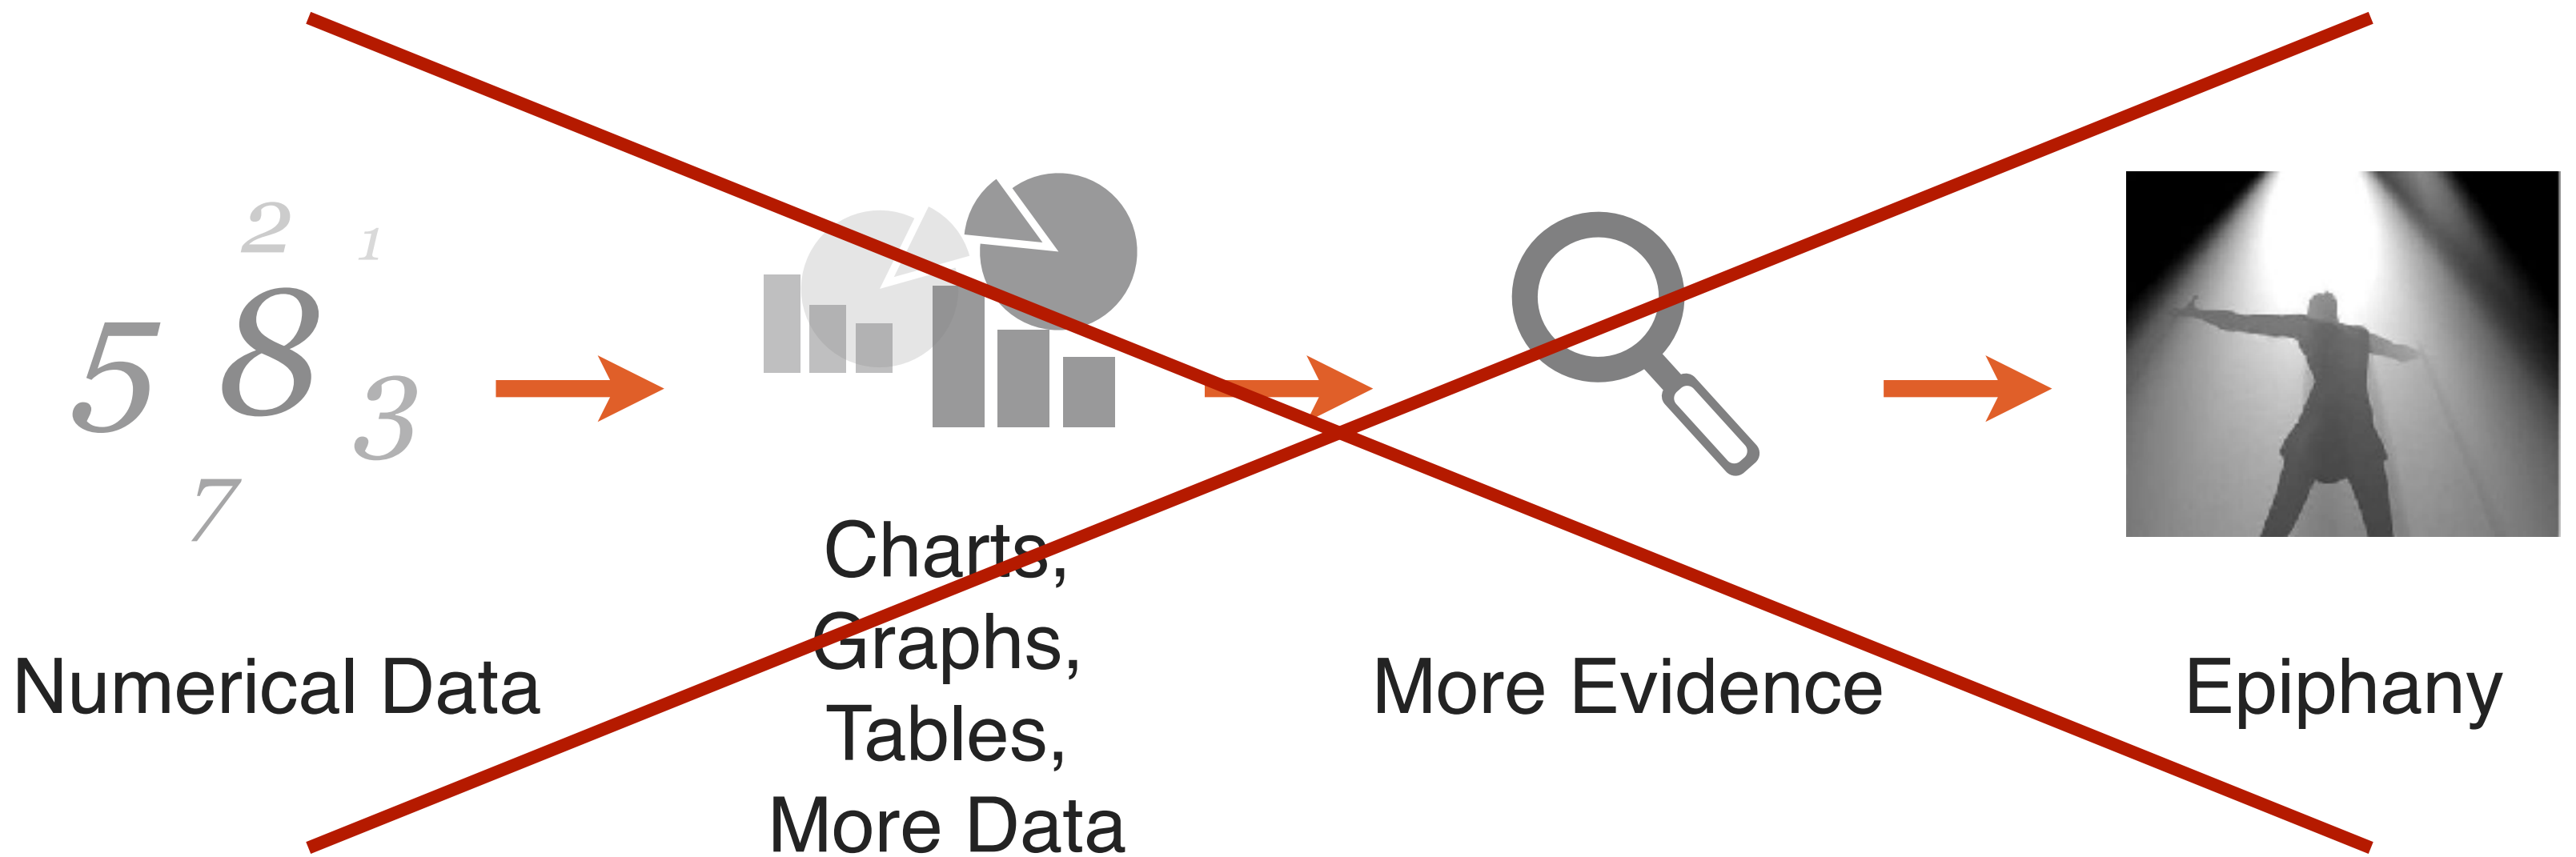 2
1
5
8
3
7
Numerical Data
Charts,
Graphs,
Tables,
More Data
More Evidence
Epiphany